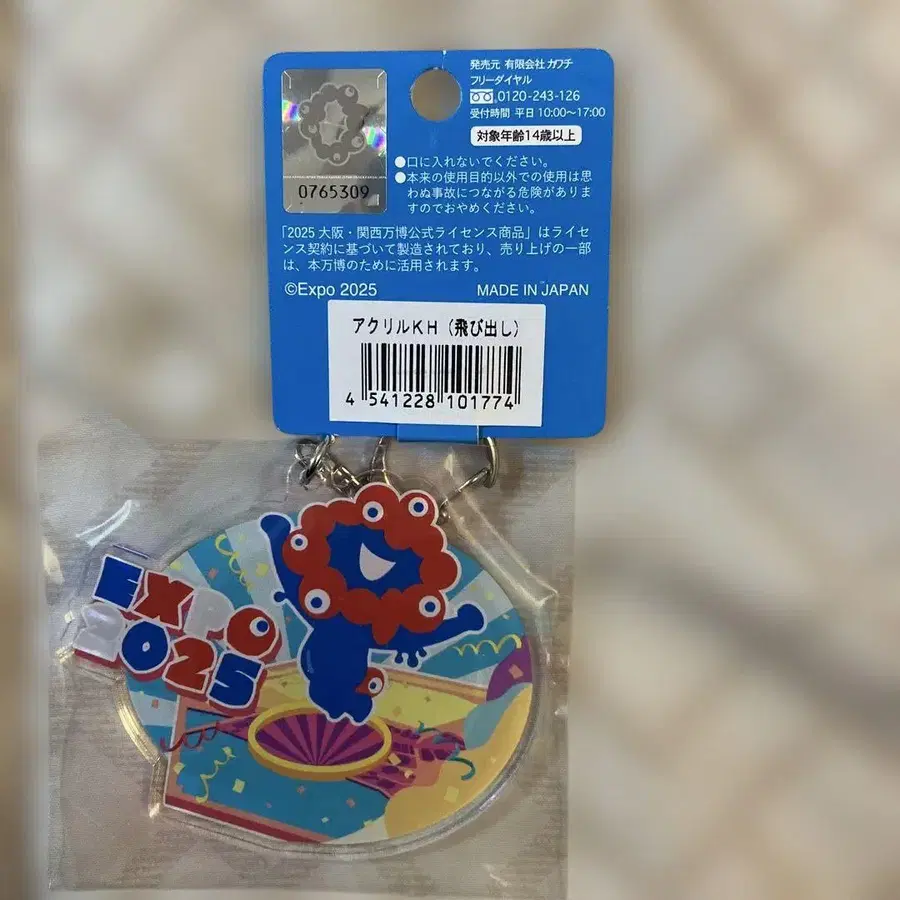 発売元 有限会社 カワチ
フリーダイヤル
0120-243-126
受付時間 平日 10:00〜17:00
対象年齢14歳以上
0765309
●口に入れないでください。
●本来の使用目的以外での使用は思
わぬ事故につながる危険がありま
すのでおやめください。
「2025 大阪・関西万博公式ライセンス商品」はライセ
ンス契約に基づいて製造されており、売り上げの一部
は、本万博のために活用されます。
©Expo 2025
MADE IN JAPAN
アクリルKH（飛び出し）
4 541228 101774
EXPO
2025